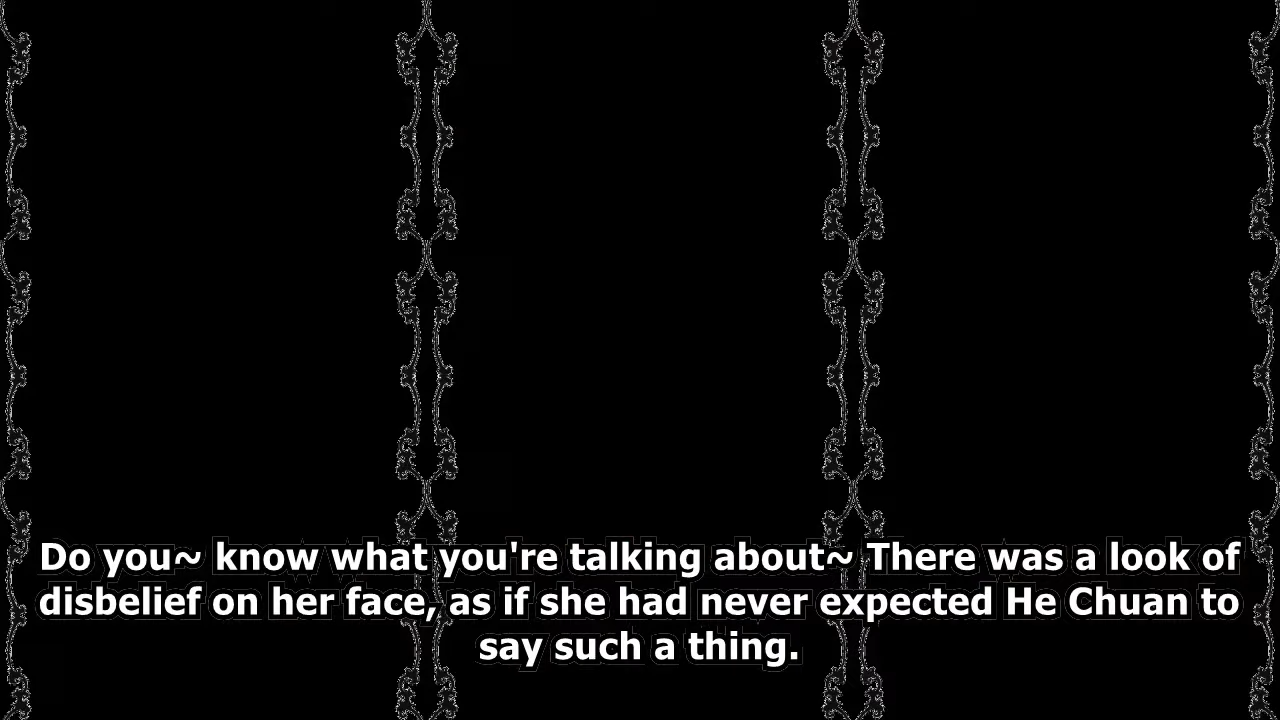 Do you~ know what you're talking about~ There was a look of
disbelief on her face, as if she had never expected He Chuan to
say such a thing.